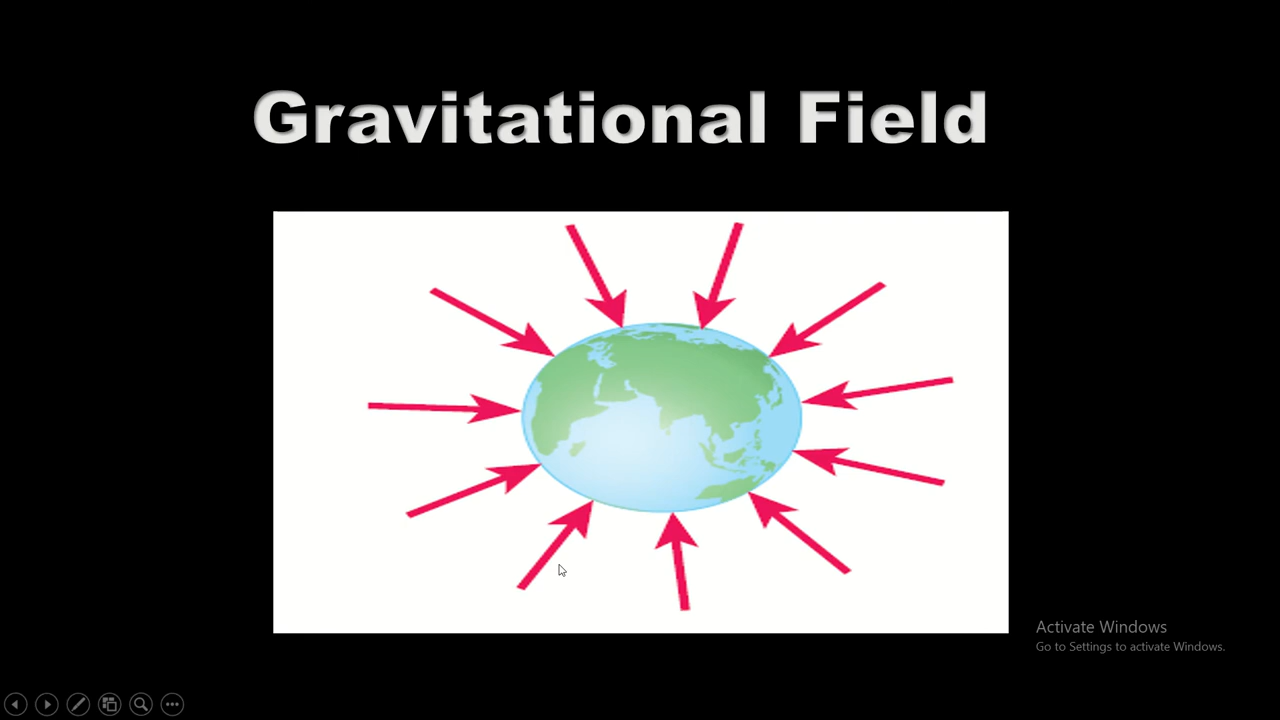 Gravitational Field
Activate Windows
Go to Settings to activate Windows.